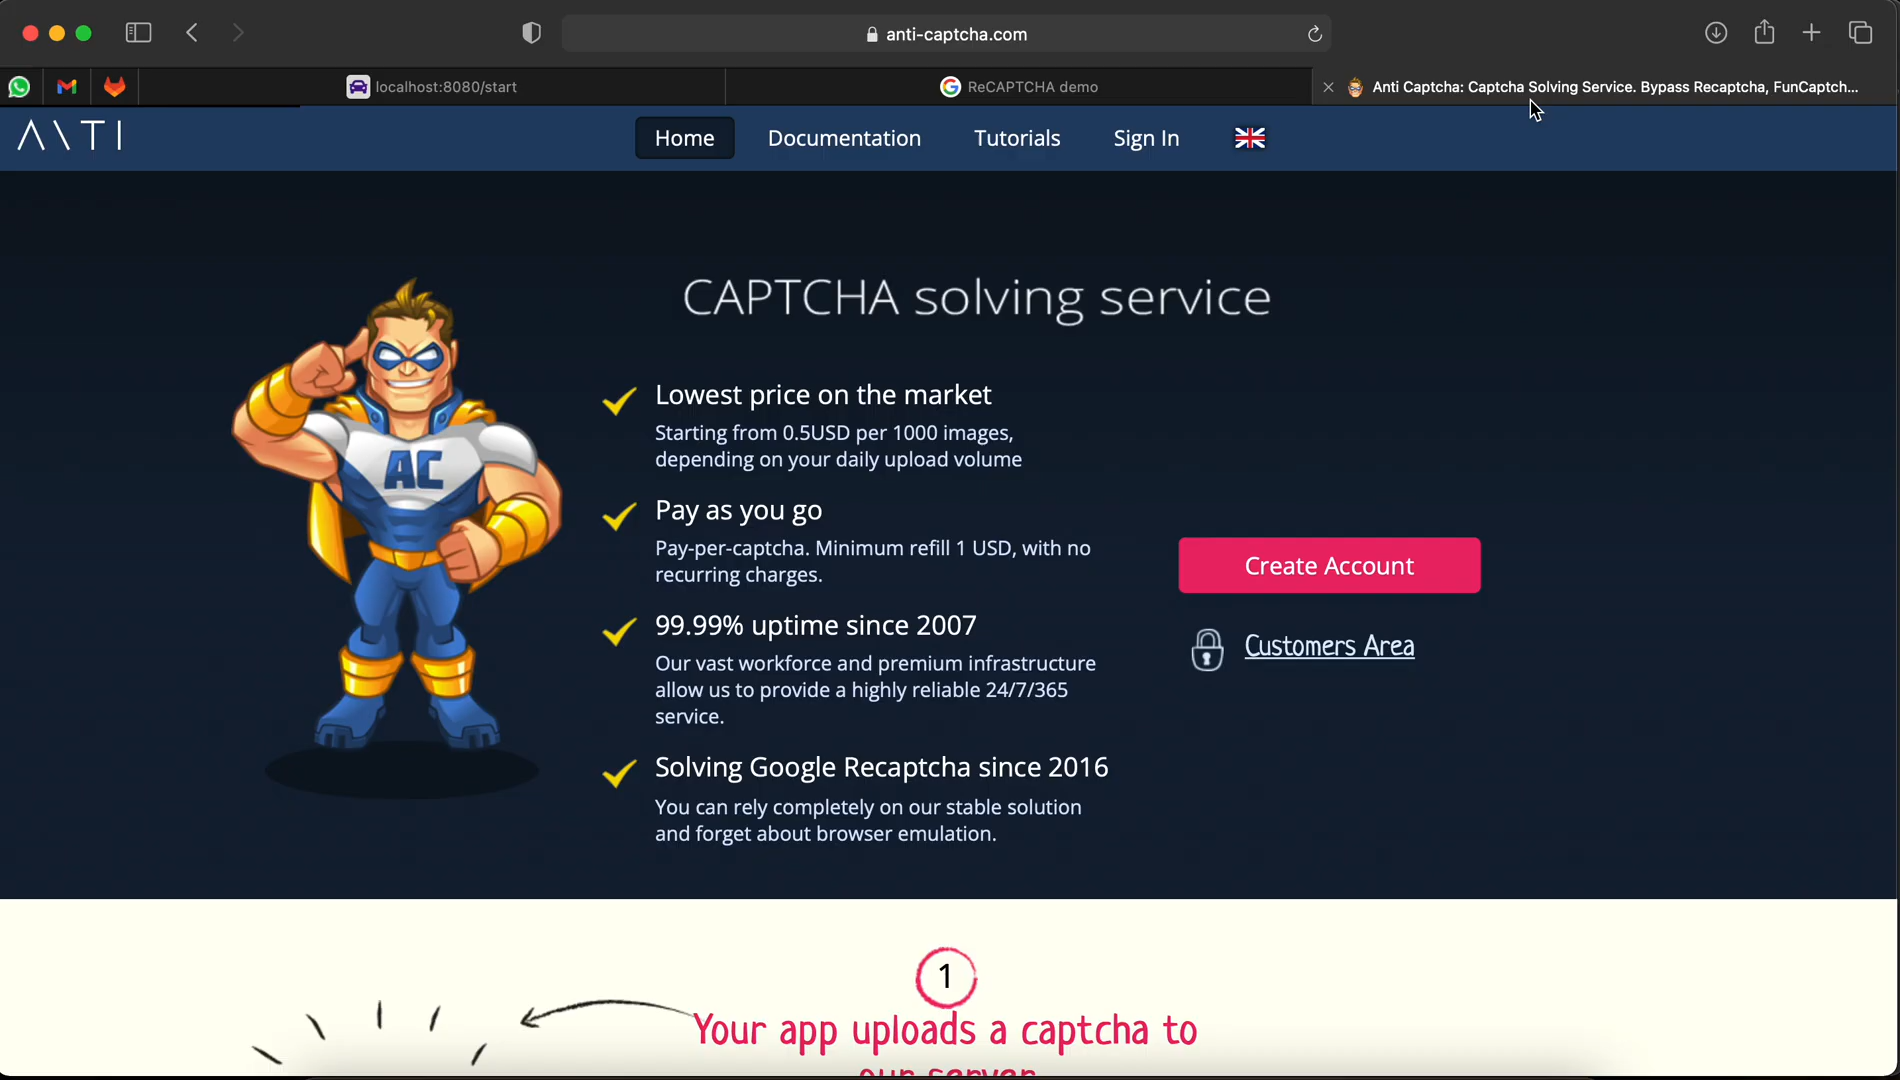 anti-captcha.com
localhost:8080/start
ReCAPTCHA demo
Anti Captcha: Captcha Solving Service. Bypass Recaptcha, FunCaptch...
ANTI
Home
Documentation
Tutorials
Sign In
CAPTCHA solving service
AC
Lowest price on the market
Starting from 0.5USD per 1000 images,
depending on your daily upload volume
Pay as you go
Pay-per-captcha. Minimum refill 1 USD, with no
recurring charges.
99.99% uptime since 2007
Our vast workforce and premium infrastructure
allow us to provide a highly reliable 24/7/365
service.
Solving Google Recaptcha since 2016
You can rely completely on our stable solution
and forget about browser emulation.
Create Account
Customers Area
1
Your app uploads a captcha to
our server